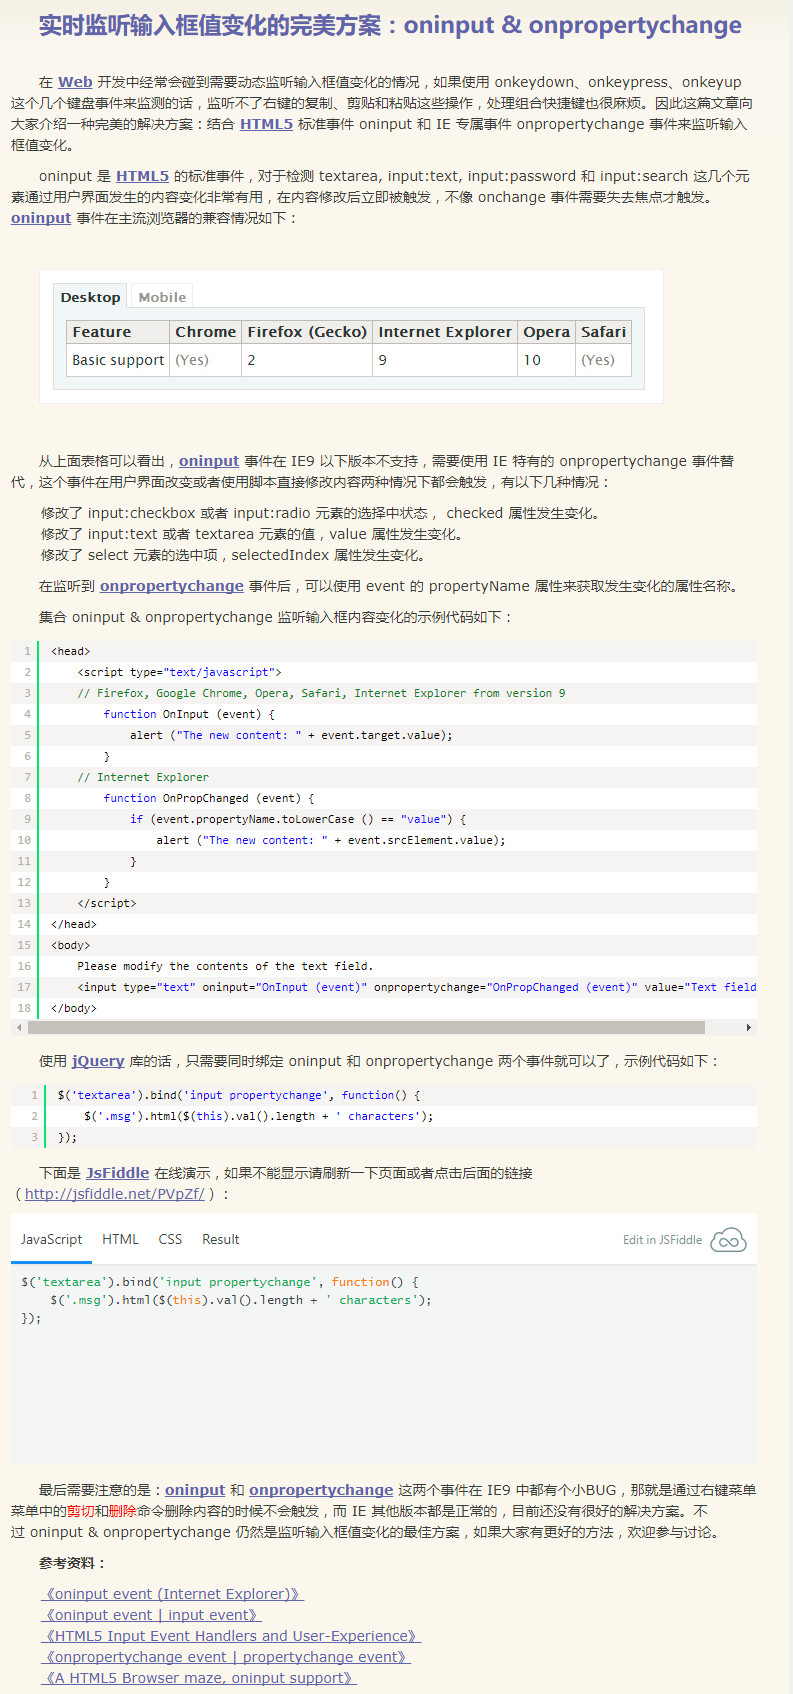 实时监听输入框值变化的完美方案：oninput & onpropertychange
在 Web 开发中经常会碰到需要动态监听输入框值变化的情况，如果使用 onkeydown、onkeypress、onkeyup
这个几个键盘事件来监测的话，监听不了右键的复制、剪贴和粘贴这些操作，处理组合快捷键也很麻烦。因此这篇文章向
大家介绍一种完美的解决方案：结合 HTML5 标准事件 oninput 和 IE 专属事件 onpropertychange 事件来监听输入
框值变化。
oninput 是 HTML5 的标准事件，对于检测 textarea, input:text, input:password 和 input:search 这几个元
素通过用户界面发生的内容变化非常有用，在内容修改后立即被触发，不像 onchange 事件需要失去焦点才触发。
oninput 事件在主流浏览器的兼容情况如下：
Desktop Mobile
Feature Chrome Firefox (Gecko) Internet Explorer Opera Safari
Basic support (Yes) 2 9 10 (Yes)
从上面表格可以看出，oninput 事件在 IE9 以下版本不支持，需要使用 IE 特有的 onpropertychange 事件替
代，这个事件在用户界面改变或者使用脚本直接修改内容两种情况下都会触发，有以下几种情况：
修改了 input:checkbox 或者 input:radio 元素的选择中状态， checked 属性发生变化。
修改了 input:text 或者 textarea 元素的值，value 属性发生变化。
修改了 select 元素的选中项，selectedIndex 属性发生变化。
在监听到 onpropertychange 事件后，可以使用 event 的 propertyName 属性来获取发生变化的属性名称。
集合 oninput & onpropertychange 监听输入框内容变化的示例代码如下：
1 <head>
2 <script type="text/javascript">
3 // Firefox, Google Chrome, Opera, Safari, Internet Explorer from version 9
4 function OnInput (event) {
5 alert ("The new content: " + event.target.value);
6 }
7 // Internet Explorer
8 function OnPropChanged (event) {
9 if (event.propertyName.toLowerCase () == "value") {
10 alert ("The new content: " + event.srcElement.value);
11 }
12 }
13 </script>
14 </head>
15 <body>
16 Please modify the contents of the text field.
17 <input type="text" oninput="OnInput (event)" onpropertychange="OnPropChanged (event)" value="Text field
18 </body>
使用 jQuery 库的话，只需要同时绑定 oninput 和 onpropertychange 两个事件就可以了，示例代码如下：
1 $('textarea').bind('input propertychange', function() {
2 $('.msg').html($(this).val().length + ' characters');
3 });
下面是 JsFiddle 在线演示，如果不能显示请刷新一下页面或者点击后面的链接
（http://jsfiddle.net/PVpZf/）：
JavaScript HTML CSS Result Edit in JSFiddle
$('textarea').bind('input propertychange', function() {
$('.msg').html($(this).val().length + ' characters');
});
最后需要注意的是：oninput 和 onpropertychange 这两个事件在 IE9 中都有个小BUG，那就是通过右键菜单
菜单中的剪切和删除命令删除内容的时候不会触发，而 IE 其他版本都是正常的，目前还没有很好的解决方案。不
过 oninput & onpropertychange 仍然是监听输入框值变化的最佳方案，如果大家有更好的方法，欢迎参与讨论。
参考资料：
《oninput event (Internet Explorer)》
《oninput event | input event》
《HTML5 Input Event Handlers and User-Experience》
《onpropertychange event | propertychange event》
《A HTML5 Browser maze, oninput support》